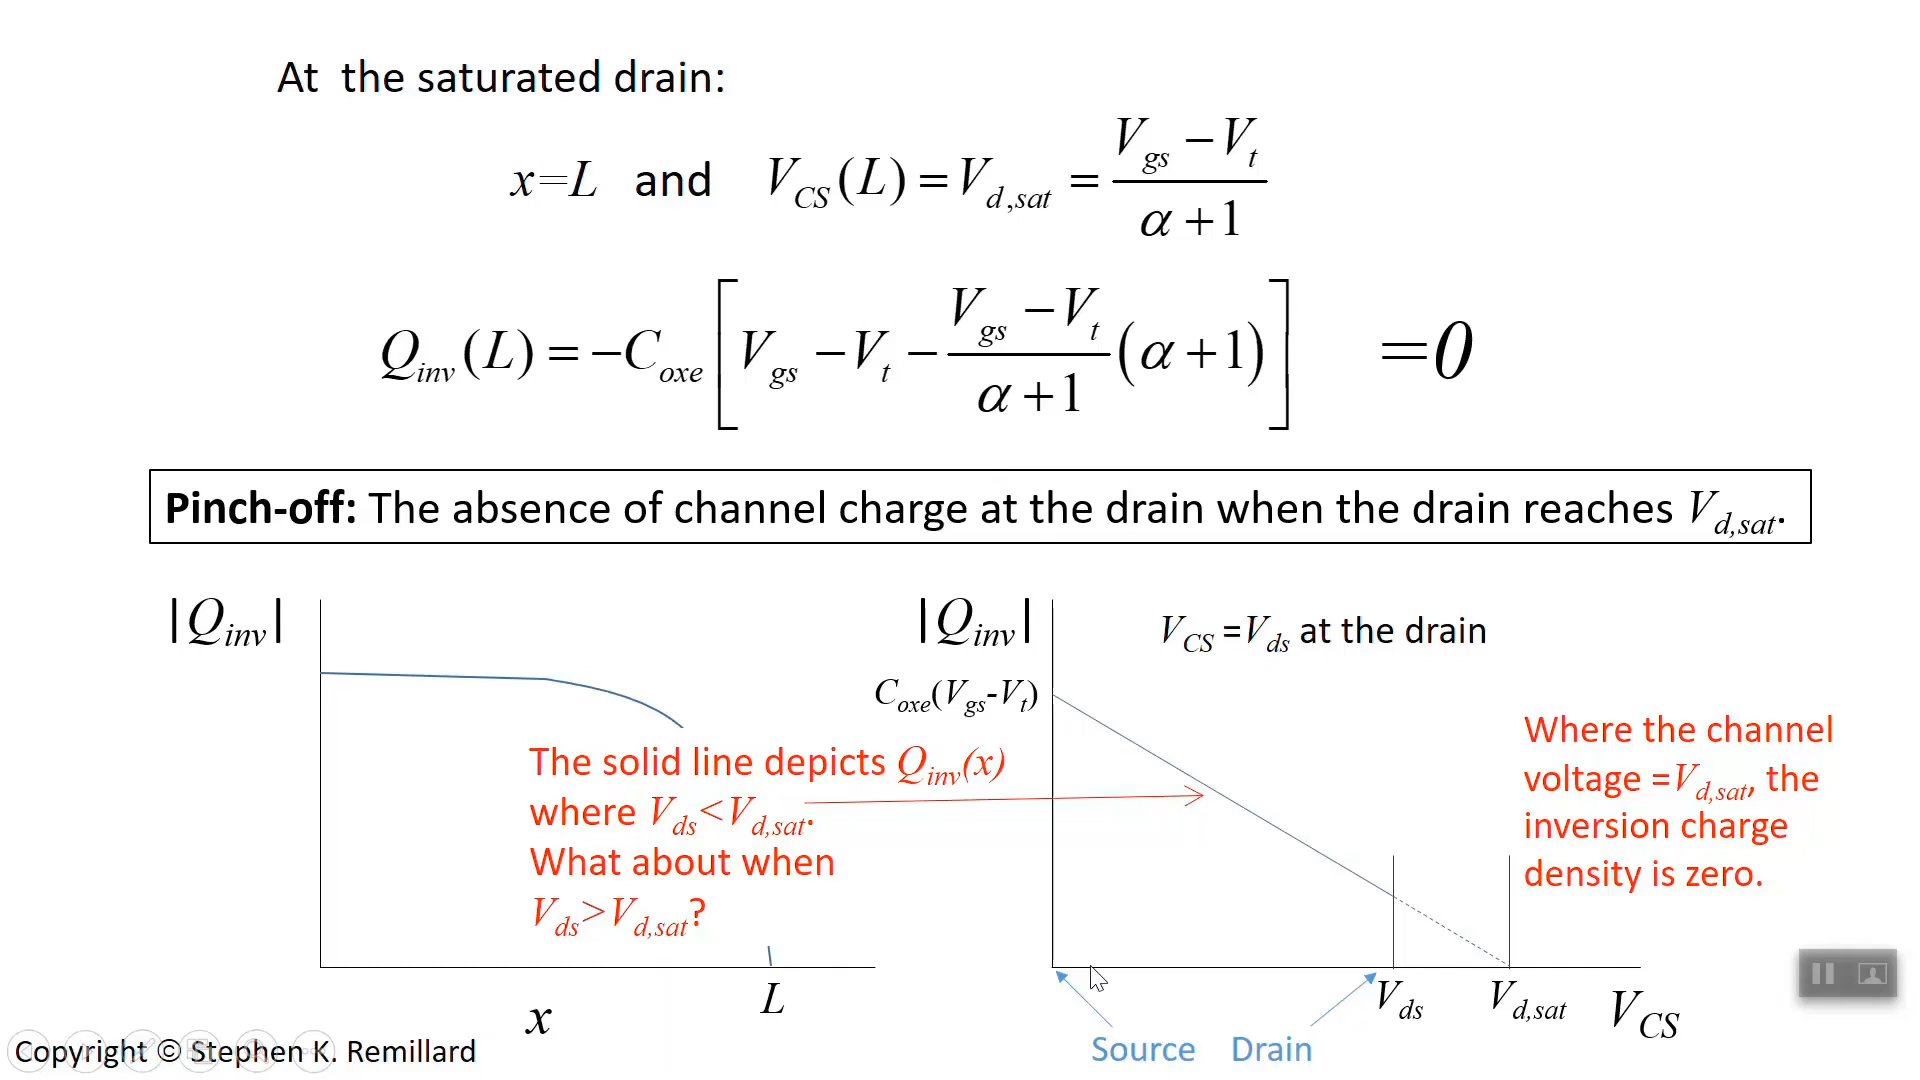 At the saturated drain:
x=L and V_CS(L) = V_d,sat = (V_gs − V_t)/(α + 1)
Q_inv(L) = −C_oxe[V_gs − V_t − (V_gs − V_t)/(α + 1) (α + 1)] =0
Pinch-off: The absence of channel charge at the drain when the drain reaches V_d,sat.
|Q_inv|
The solid line depicts Q_inv(x)
where V_ds<V_d,sat.
What about when
V_ds>V_d,sat?
L
x
|Q_inv|
V_CS =V_ds at the drain
C_oxe(V_gs-V_t)
Where the channel
voltage =V_d,sat, the
inversion charge
density is zero.
V_ds
V_d,sat
V_CS
Source Drain
Copyright © Stephen K. Remillard